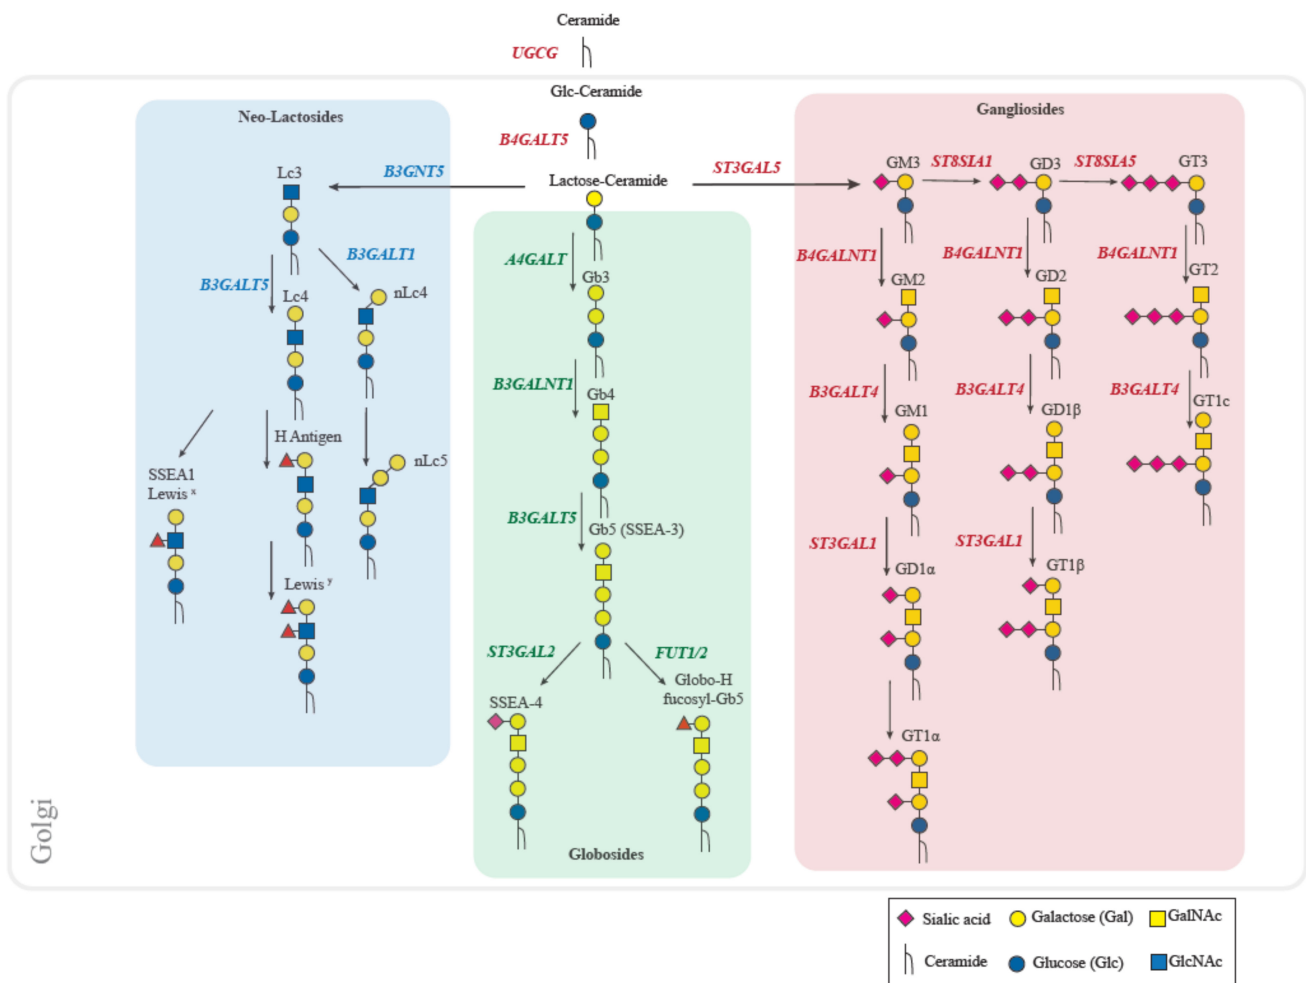 Ceramide
UGCG
Glc-Ceramide
B4GALT5
Lactose-Ceramide
B3GNT5
ST3GAL5
Neo-Lactosides
Lc3
B3GALT5
B3GALT1
Lc4
nLc4
SSEA1
Lewis x
H Antigen
nLc5
Lewis y
A4GALT
Gb3
B3GALNT1
Gb4
B3GALT5
Gb5 (SSEA-3)
ST3GAL2
FUT1/2
SSEA-4
Globo-H
fucosyl-Gb5
Globosides
Gangliosides
GM3
ST8SIA1
GD3
ST8SIA5
GT3
B4GALNT1
B4GALNT1
B4GALNT1
GM2
GD2
GT2
B3GALT4
B3GALT4
B3GALT4
GM1
GD1β
GT1c
ST3GAL1
ST3GAL1
GD1α
GT1β
GT1α
Golgi
Sialic acid
Galactose (Gal)
GalNAc
Ceramide
Glucose (Glc)
GlcNAc